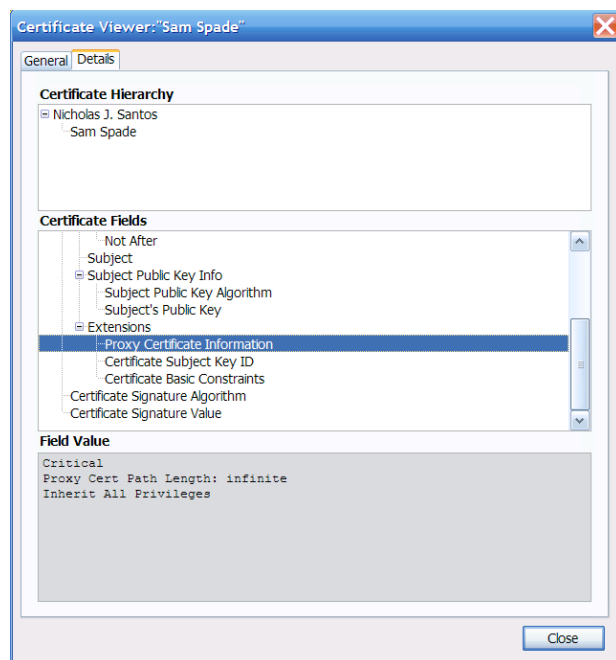 Certificate Viewer:"Sam Spade"
General Details
Certificate Hierarchy
Nicholas J. Santos
Sam Spade
Certificate Fields
Not After
Subject
Subject Public Key Info
Subject Public Key Algorithm
Subject's Public Key
Extensions
Proxy Certificate Information
Certificate Subject Key ID
Certificate Basic Constraints
Certificate Signature Algorithm
Certificate Signature Value
Field Value
Critical
Proxy Cert Path Length: infinite
Inherit All Privileges
Close